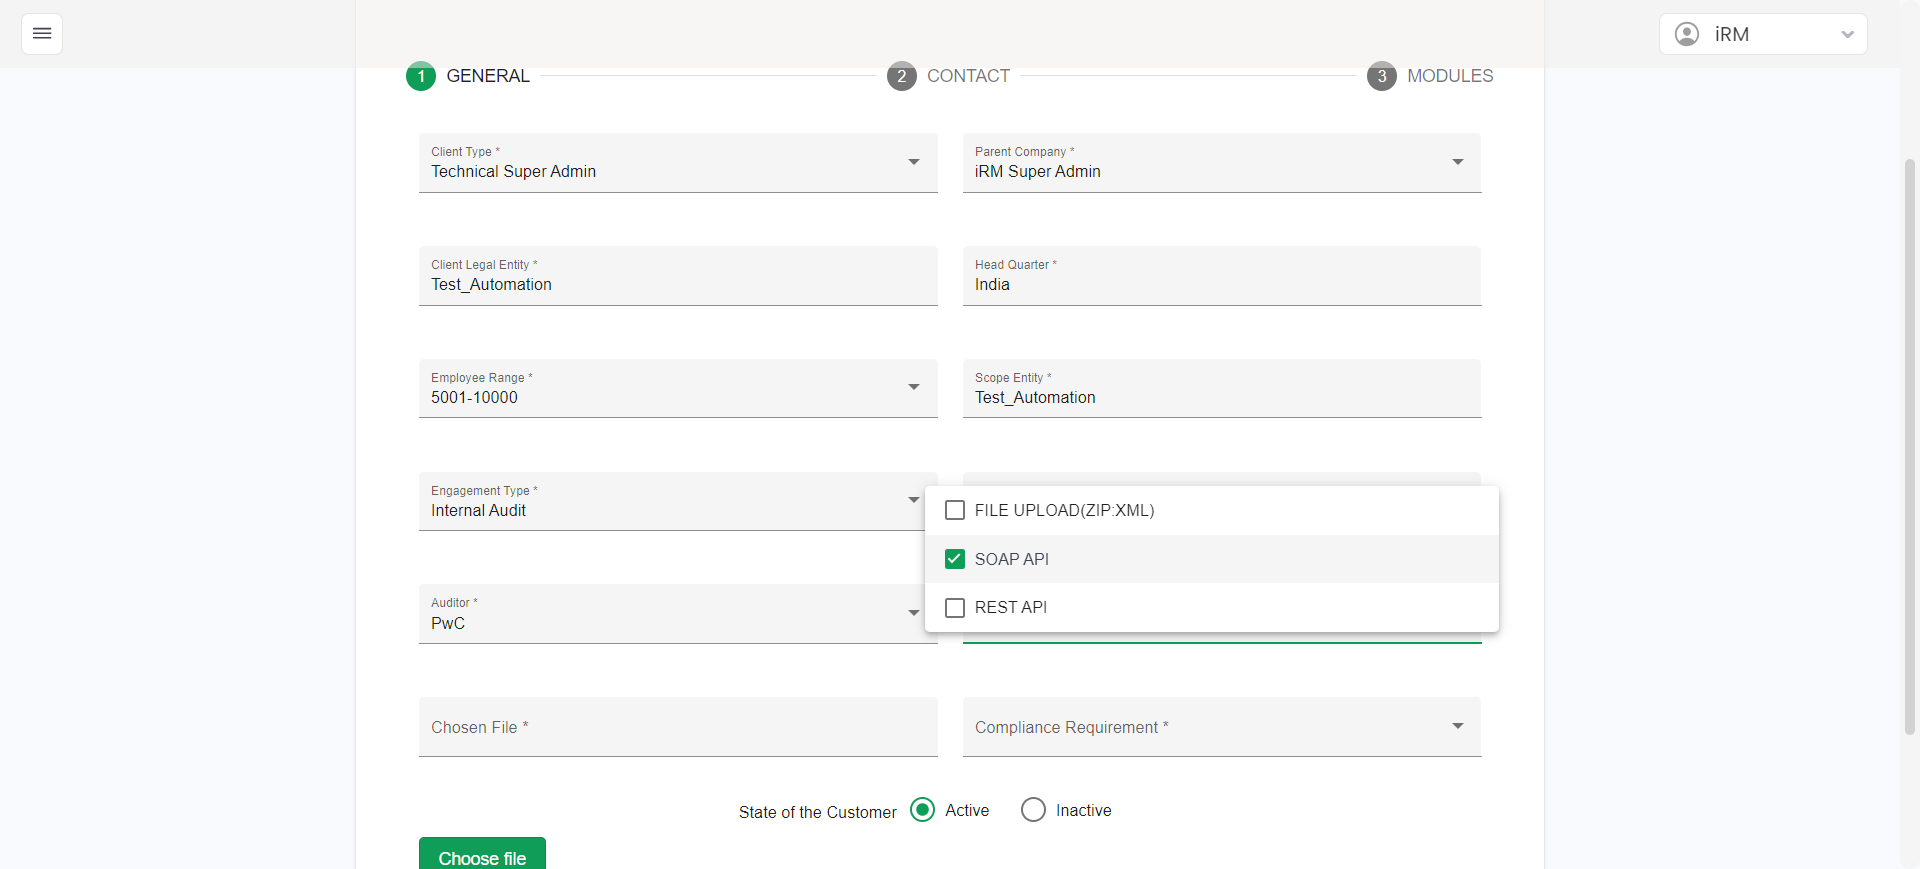 iRM
1 GENERAL
2 CONTACT
3 MODULES
Client Type *
Technical Super Admin
Parent Company *
iRM Super Admin
Client Legal Entity *
Test_Automation
Head Quarter *
India
Employee Range *
5001-10000
Scope Entity *
Test_Automation
Engagement Type *
Internal Audit
FILE UPLOAD(ZIP:XML)
SOAP API
REST API
Auditor *
PwC
Chosen File *
Compliance Requirement *
State of the Customer Active Inactive
Choose file